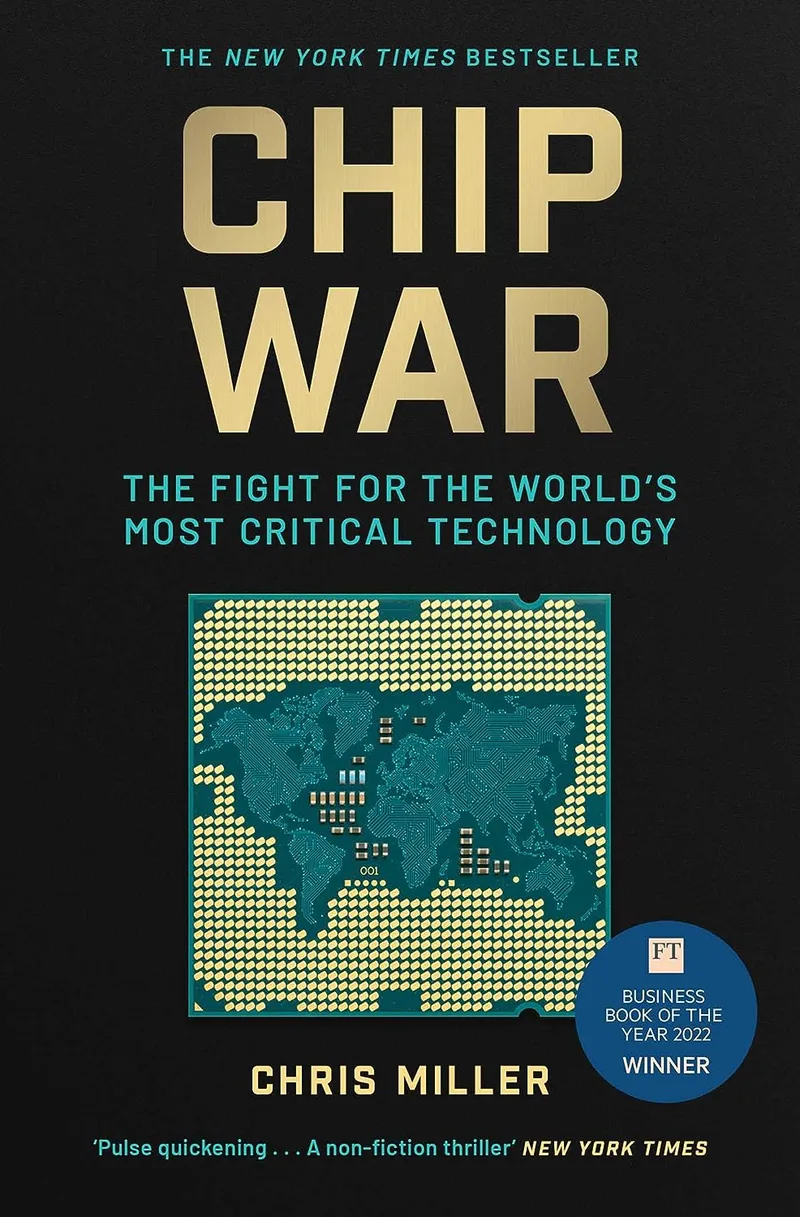 THE NEW YORK TIMES BESTSELLER
CHIP
WAR
THE FIGHT FOR THE WORLD'S
MOST CRITICAL TECHNOLOGY
001
FT
BUSINESS
BOOK OF THE
YEAR 2022
WINNER
CHRIS MILLER
‘Pulse quickening . . . A non-fiction thriller’ NEW YORK TIMES